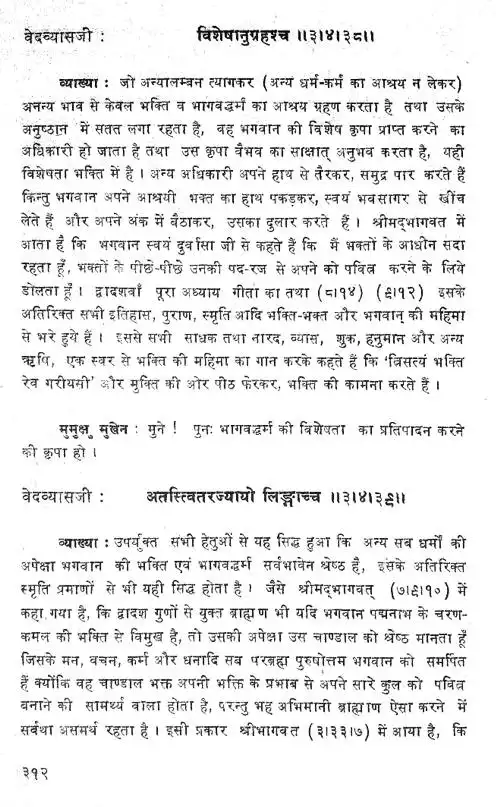 वेदव्यासजी : विशेषानुग्रहश्च ॥३।४।३८॥
व्याख्या : जो अन्यालम्बन त्यागकर (अन्य धर्म-कर्म का आश्रय न लेकर)
अनन्य भाव से केवल भक्ति व भागवद्धर्मं का आश्रय ग्रहण करता है तथा उसके
अनुष्ठान में सतत लगा रहता है, वह भगवान की विशेष कृपा प्राप्त करने का
अधिकारी हो जाता है तथा उस कृपा वैभव का साक्षात् अनुभव करता है, यही
विशेषता भक्ति में है। अन्य अधिकारी अपने हाथ से तैरकर, समुद्र पार करते हैं
किन्तु भगवान अपने आश्रयी भक्त का हाथ पकड़कर, स्वयं भवसागर से खींच
लेते हैं और अपने अंक में बैठाकर, उसका दुलार करते हैं। श्रीमद्भागवत में
आता है कि भगवान स्वयं दुर्वासा जी से कहते हैं कि मैं भक्तों के आधीन सदा
रहता हूँ, भक्तों के पीछे-पीछे उनकी पद-रज से अपने को पवित्र करने के लिये
डोलता हूँ। द्वादशवाँ पूरा अध्याय गीता का तथा (८।१४) (९।१२) इसके
अतिरिक्त सभी इतिहास, पुराण, स्मृति आदि भक्ति-भक्त और भगवान् की महिमा
से भरे हुये हैं। इससे सभी साधक तथा नारद, व्यास, शुक, हनुमान और अन्य
ऋषि, एक स्वर से भक्ति की महिमा का गान करके कहते हैं कि 'त्रिसत्यं भक्ति
रेव गरीयमी' और मुक्ति की ओर पीठ फेरकर, भक्ति की कामना करते हैं।
मुमुक्षु मुखेन : मुने ! पुनः भागवद्धर्म की विशेषता का प्रतिपादन करने
की कृपा हो।
वेदव्यासजी : अतस्त्वितरज्यायो लिङ्गाच्च ॥३।४।३९॥
व्याख्या : उपर्युक्त सभी हेतुओं से यह सिद्ध हुआ कि अन्य सब धर्मों की
अपेक्षा भगवान की भक्ति एवं भागवद्धर्म सर्वभावेन श्रेष्ठ है, इसके अतिरिक्त
स्मृति प्रमाणों से भी यही सिद्ध होता है। जैसे श्रीमद्भागवत् (७।९।१०) में
कहा गया है, कि द्वादश गुणों से युक्त ब्राह्मण भी यदि भगवान पद्मनाभ के चरण-
कमल की भक्ति से विमुख है, तो उसकी अपेक्षा उस चाण्डाल को श्रेष्ठ मानता हूँ
जिसके मन, वचन, कर्म और धनादि सब परब्रह्म पुरुषोत्तम भगवान को समर्पित
हैं क्योंकि वह चाण्डाल भक्त अपनी भक्ति के प्रभाव से अपने सारे कुल को पवित्र
बनाने की सामर्थ्य वाला होता है, परन्तु भह अभिमानी ब्राह्मण ऐसा करने में
सर्वथा असमर्थ रहता है। इसी प्रकार श्रीभागवत (३।३३।७) में आया है, कि
३१२